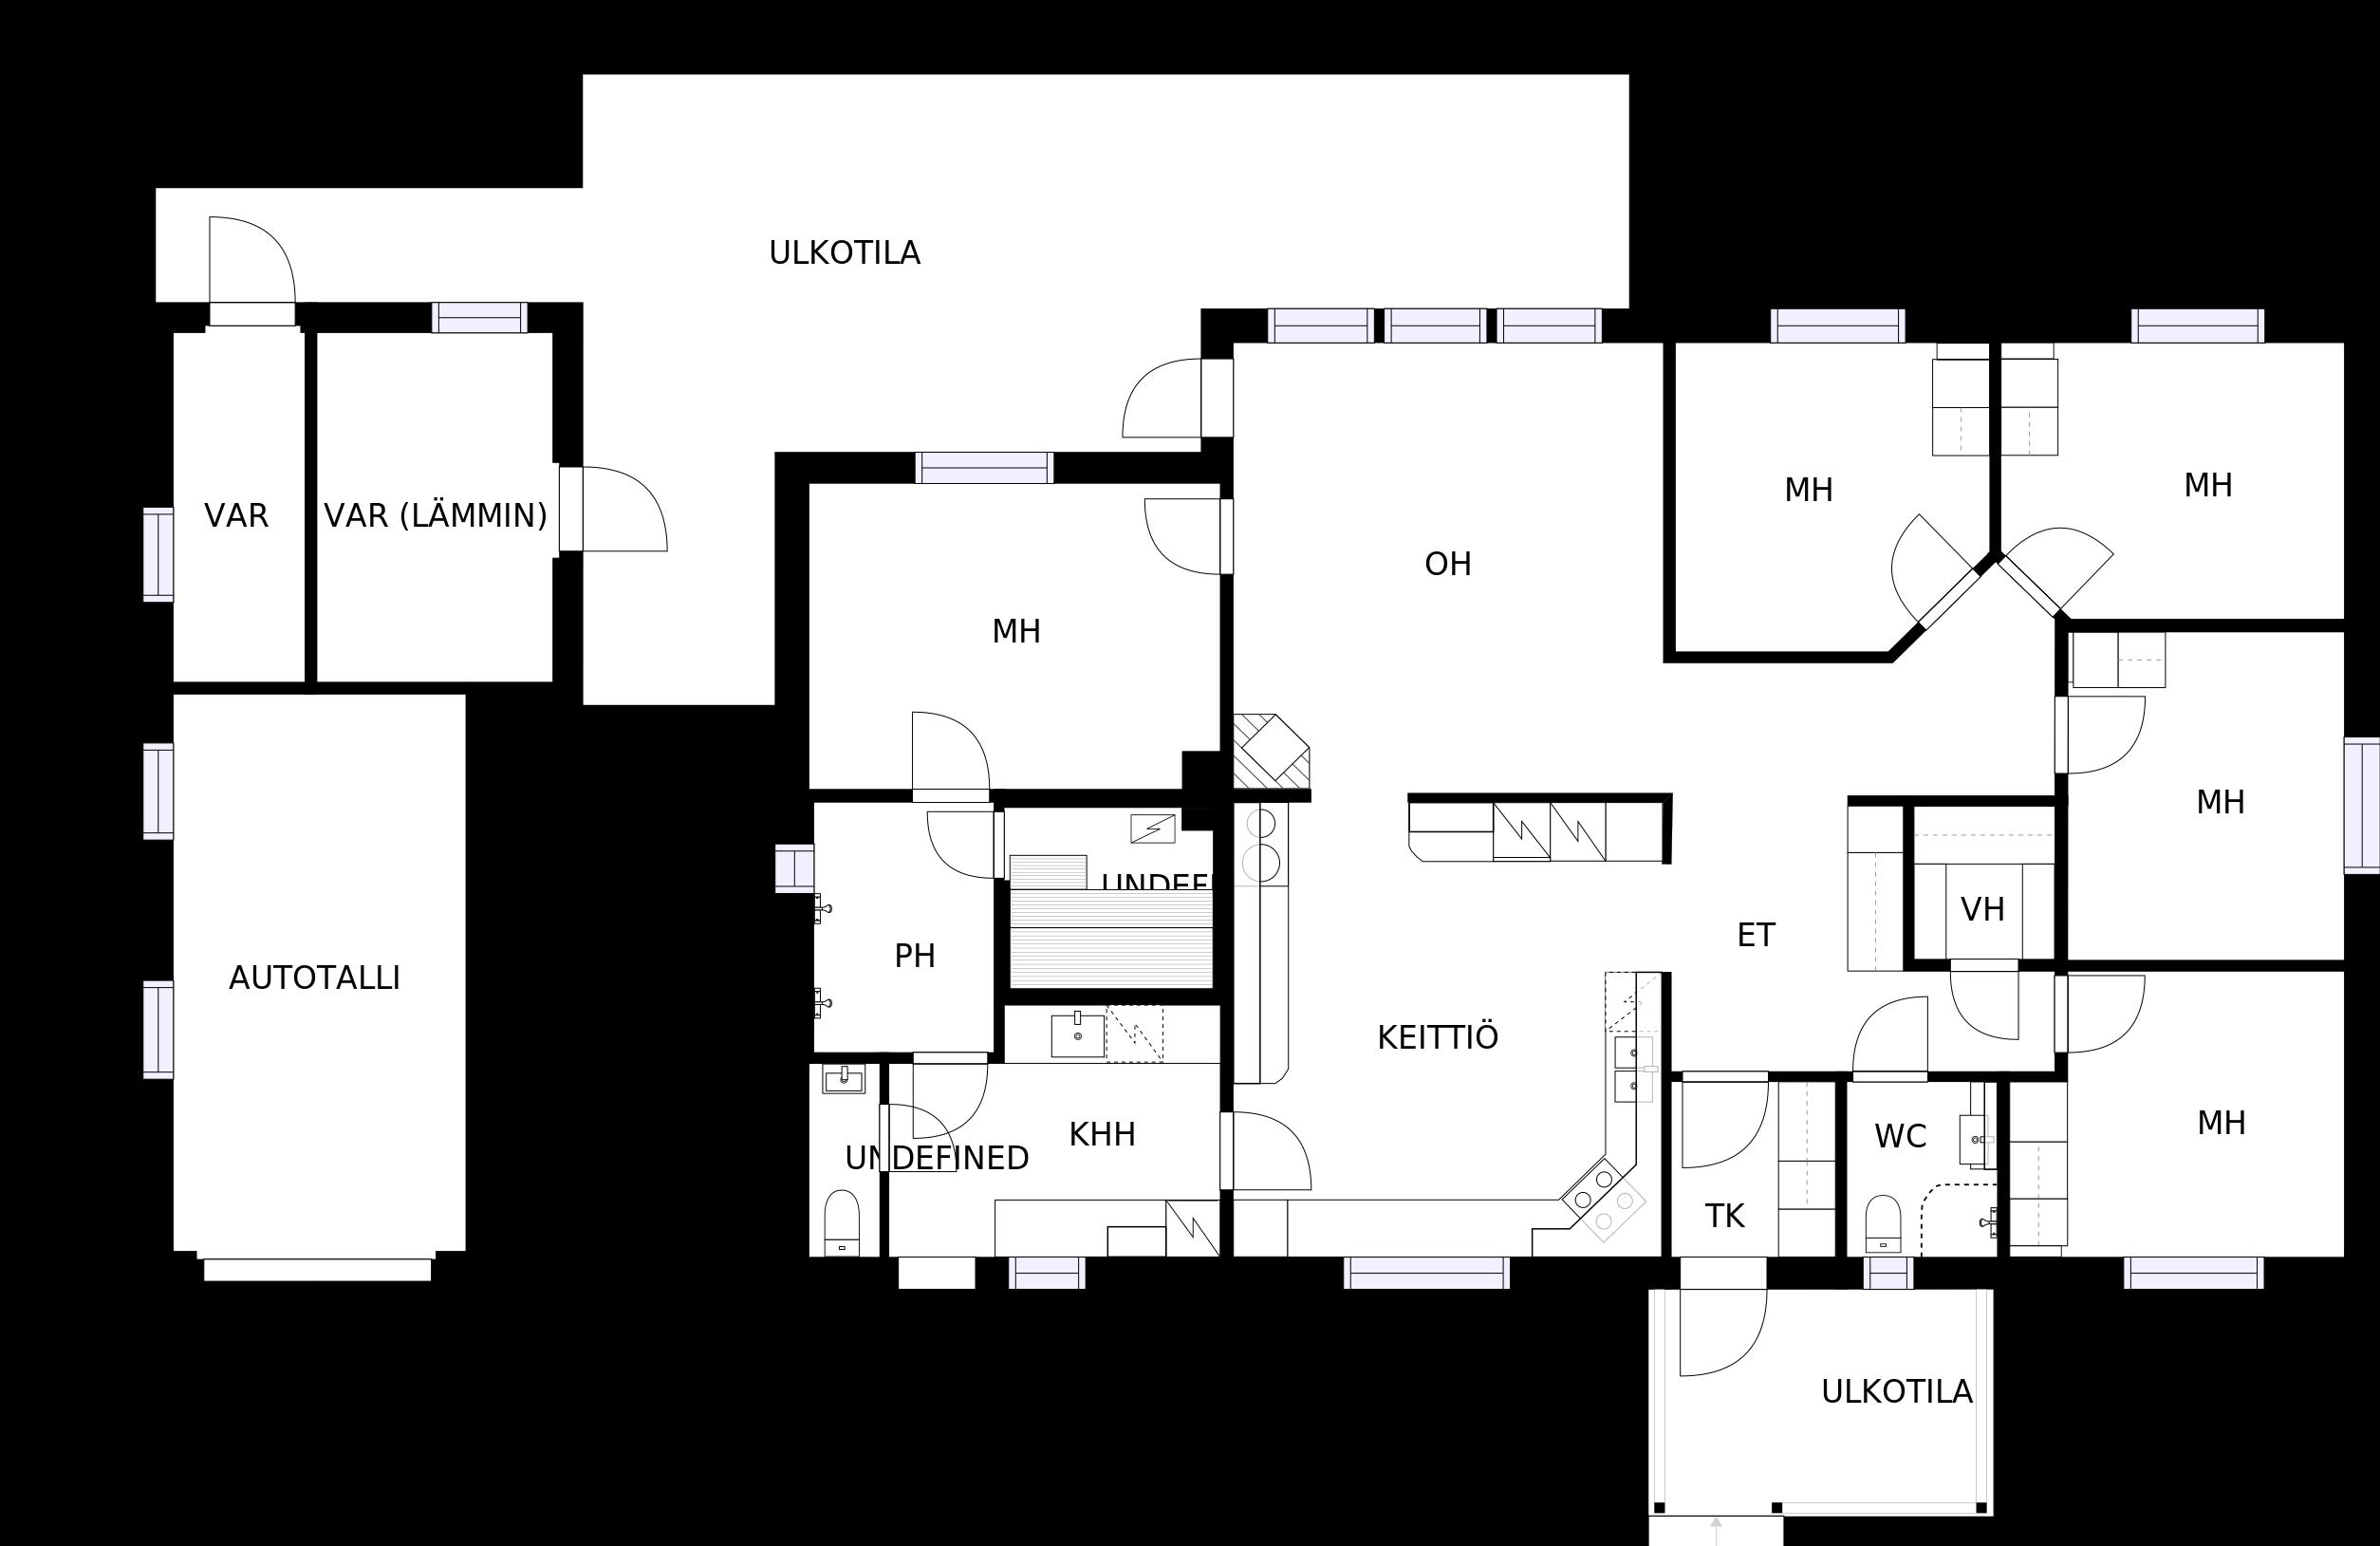 ULKOTILA
VAR
VAR (LÄMMIN)
MH
MH
OH
MH
MH
UNDEF
VH
ET
PH
AUTOTALLI
KEITTIÖ
MH
KHH
WC
UNDEFINED
TK
ULKOTILA